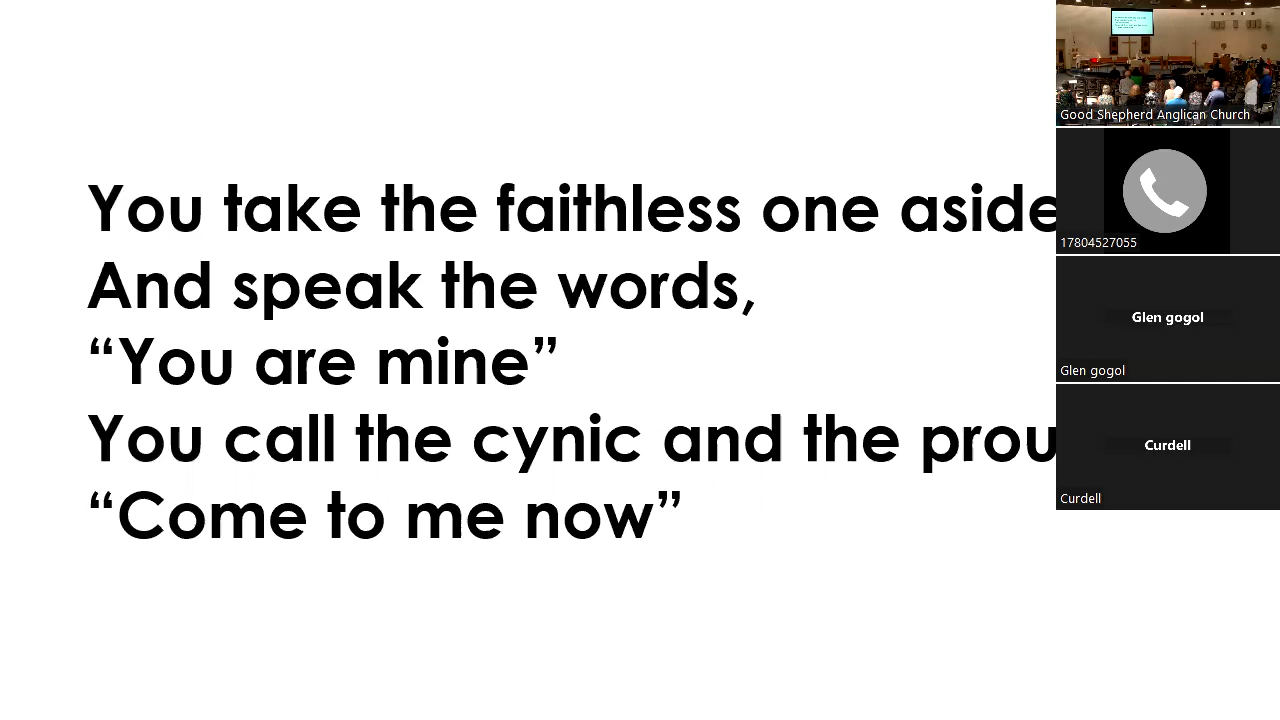 You take the faithless one aside
And speak the words,
“You are mine”
You call the cynic and the prou
“Come to me now”
Good Shepherd Anglican Church
17804527055
Glen gogol
Glen gogol
Curdell
Curdell